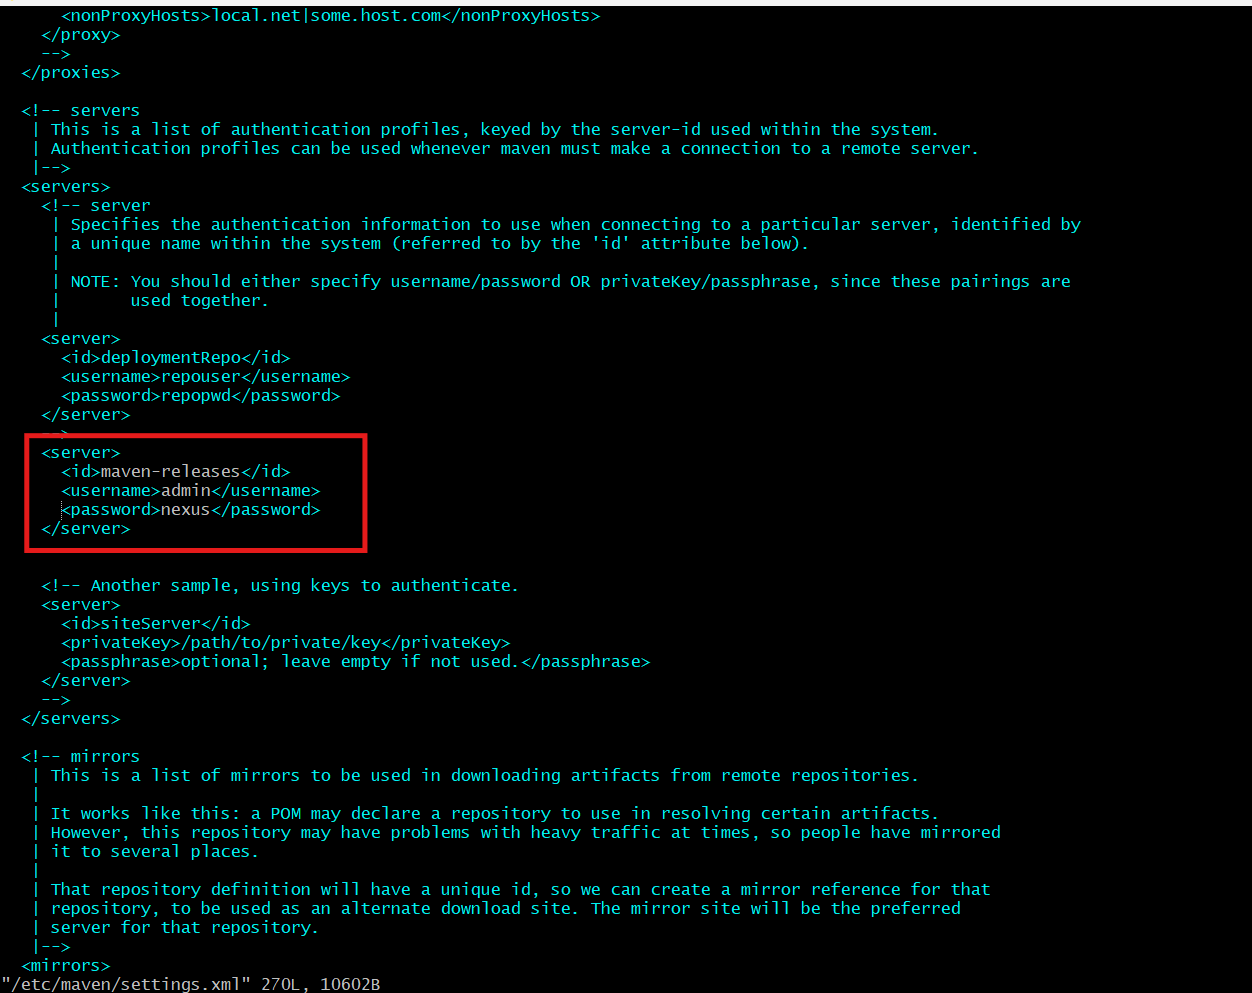 <nonProxyHosts>local.net|some.host.com</nonProxyHosts>
</proxy>
-->
</proxies>
<!-- servers
| This is a list of authentication profiles, keyed by the server-id used within the system.
| Authentication profiles can be used whenever maven must make a connection to a remote server.
|-->
<servers>
<!-- server
| Specifies the authentication information to use when connecting to a particular server, identified by
| a unique name within the system (referred to by the 'id' attribute below).
|
| NOTE: You should either specify username/password OR privateKey/passphrase, since these pairings are
|       used together.
|
<server>
<id>deploymentRepo</id>
<username>repouser</username>
<password>repopwd</password>
</server>
-->
<server>
<id>maven-releases</id>
<username>admin</username>
<password>nexus</password>
</server>
<!-- Another sample, using keys to authenticate.
<server>
<id>siteServer</id>
<privateKey>/path/to/private/key</privateKey>
<passphrase>optional; leave empty if not used.</passphrase>
</server>
-->
</servers>
<!-- mirrors
| This is a list of mirrors to be used in downloading artifacts from remote repositories.
|
| It works like this: a POM may declare a repository to use in resolving certain artifacts.
| However, this repository may have problems with heavy traffic at times, so people have mirrored
| it to several places.
|
| That repository definition will have a unique id, so we can create a mirror reference for that
| repository, to be used as an alternate download site. The mirror site will be the preferred
| server for that repository.
|-->
<mirrors>
"/etc/maven/settings.xml" 270L, 10602B